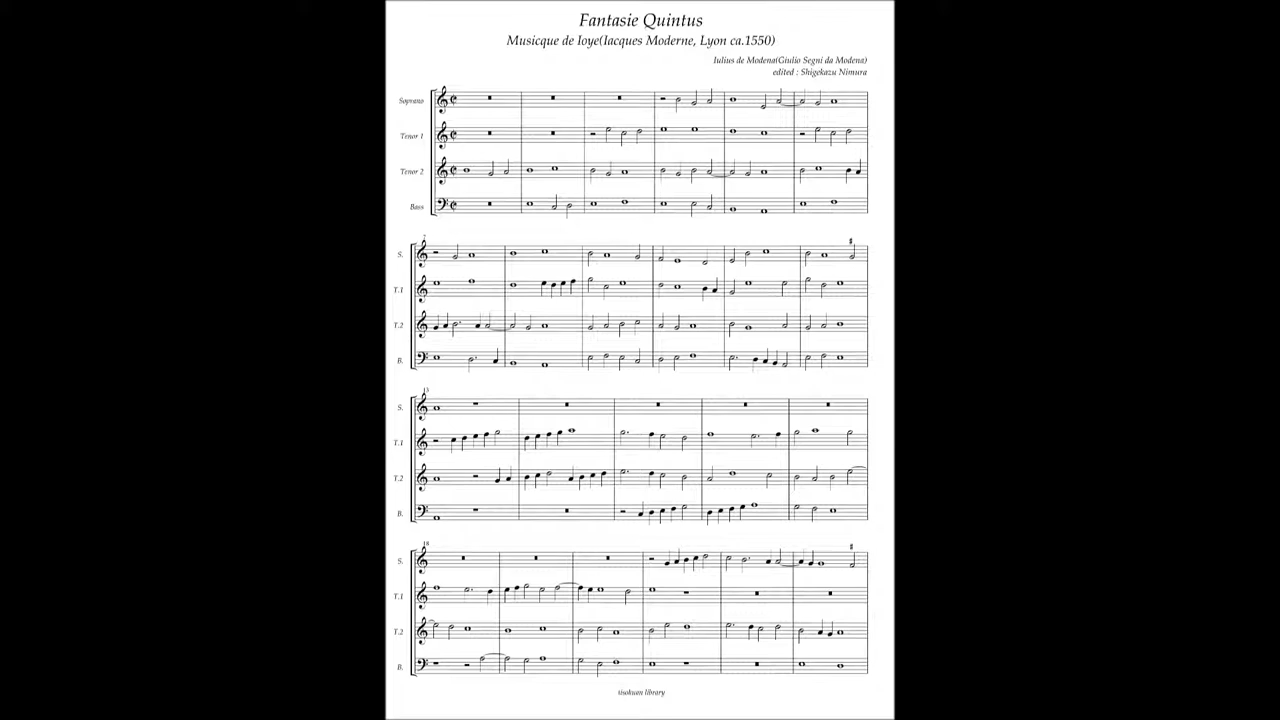 Fantasie Quintus
Musicque de Ioye(Iacques Moderne, Lyon ca.1550)
Iulius de Modena(Giulio Segni da Modena)
edited : Shigekazu Nimura
Soprano
Tenor 1
Tenor 2
Bass
7
S.
T.1
T.2
B.
13
S.
T.1
T.2
B.
18
S.
T.1
T.2
B.
sisokuan library